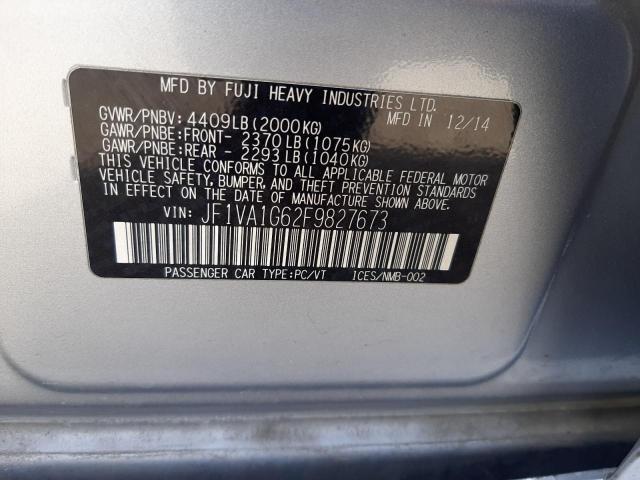 MFD BY FUJI HEAVY INDUSTRIES LTD.
GVWR/PNBV: 4409LB(2000KG) MFD IN 12/14
GAWR/PNBE:FRONT- 2370LB(1075KG)
GAWR/PNBE:REAR - 2293LB(1040KG)
THIS VEHICLE CONFORMS TO ALL APPLICABLE FEDERAL MOTOR
VEHICLE SAFETY, BUMPER, AND THEFT PREVENTION STANDARDS
IN EFFECT ON THE DATE OF MANUFACTURE SHOWN ABOVE.
VIN: JF1VA1G62F9827673
PASSENGER CAR TYPE:PC/VT ICES/NMB-002